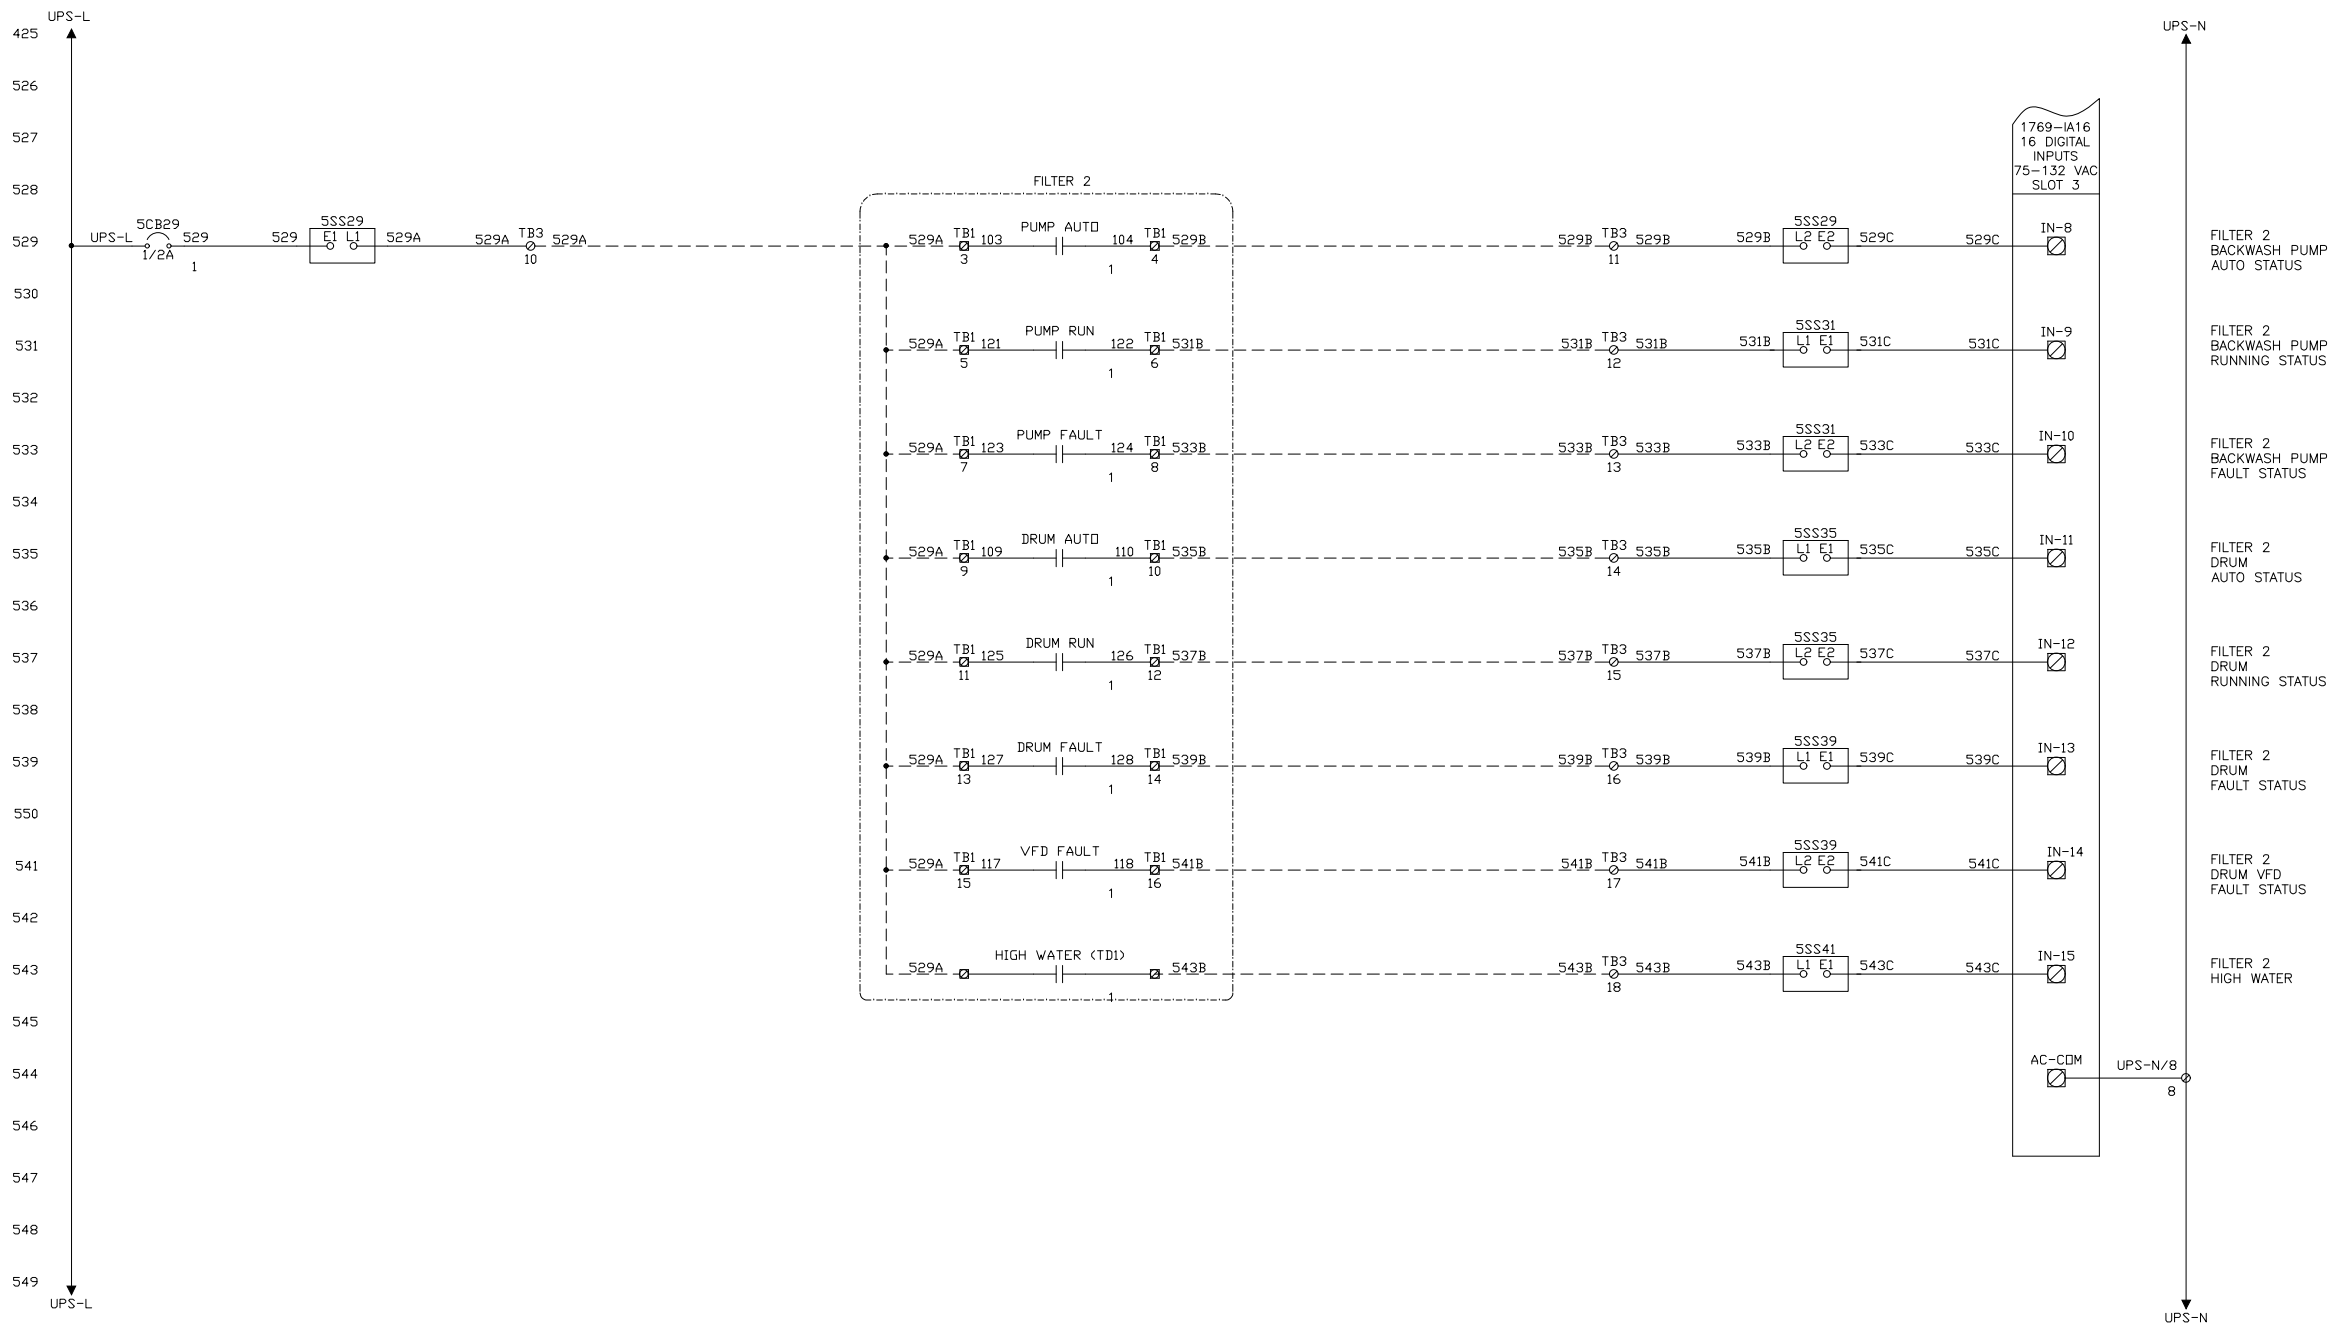 UPS-L
UPS-N
425
526
527
1769-IA16
16 DIGITAL
INPUTS
75-132 VAC
SLOT 3
528
FILTER 2
529
UPS-L
5CB29
1/2A
529
1
529
5SS29
E1 L1
529A
529A
TB3
10
529A
529A
TB1
3
103
PUMP AUTO
104
1
TB1
4
529B
529B
TB3
11
529B
529B
5SS29
L2 E2
529C
529C
IN-8
FILTER 2
BACKWASH PUMP
AUTO STATUS
530
531
529A
TB1
5
121
PUMP RUN
122
1
TB1
6
531B
531B
TB3
12
531B
531B
5SS31
L1 E1
531C
531C
IN-9
FILTER 2
BACKWASH PUMP
RUNNING STATUS
532
533
529A
TB1
7
123
PUMP FAULT
124
1
TB1
8
533B
533B
TB3
13
533B
533B
5SS31
L2 E2
533C
533C
IN-10
FILTER 2
BACKWASH PUMP
FAULT STATUS
534
535
529A
TB1
9
109
DRUM AUTO
110
1
TB1
10
535B
535B
TB3
14
535B
535B
5SS35
L1 E1
535C
535C
IN-11
FILTER 2
DRUM
AUTO STATUS
536
537
529A
TB1
11
125
DRUM RUN
126
1
TB1
12
537B
537B
TB3
15
537B
537B
5SS35
L2 E2
537C
537C
IN-12
FILTER 2
DRUM
RUNNING STATUS
538
539
529A
TB1
13
127
DRUM FAULT
128
1
TB1
14
539B
539B
TB3
16
539B
539B
5SS39
L1 E1
539C
539C
IN-13
FILTER 2
DRUM
FAULT STATUS
550
541
529A
TB1
15
117
VFD FAULT
118
1
TB1
16
541B
541B
TB3
17
541B
541B
5SS39
L2 E2
541C
541C
IN-14
FILTER 2
DRUM VFD
FAULT STATUS
542
543
529A
HIGH WATER (TD1)
1
543B
543B
TB3
18
543B
543B
5SS41
L1 E1
543C
543C
IN-15
FILTER 2
HIGH WATER
545
544
AC-COM
UPS-N/8
8
546
547
548
549
UPS-L
UPS-N